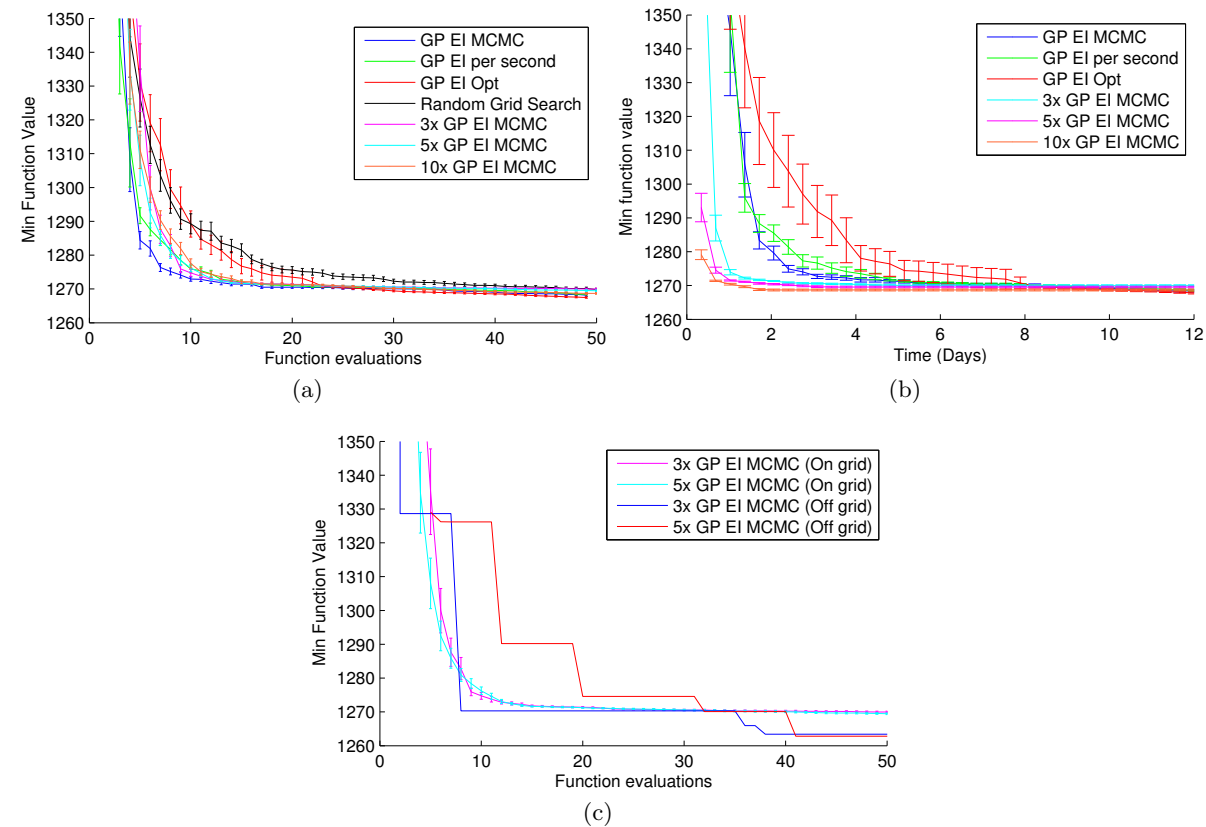 1350
1340
1330
1320
1310
1300
1290
1280
1270
1260
Min Function Value
0
10
20
30
40
50
Function evaluations
GP EI MCMC
GP EI per second
GP EI Opt
Random Grid Search
3x GP EI MCMC
5x GP EI MCMC
10x GP EI MCMC
(a)
1350
1340
1330
1320
1310
1300
1290
1280
1270
1260
Min function value
0
2
4
6
8
10
12
Time (Days)
GP EI MCMC
GP EI per second
GP EI Opt
3x GP EI MCMC
5x GP EI MCMC
10x GP EI MCMC
(b)
1350
1340
1330
1320
1310
1300
1290
1280
1270
1260
Min Function Value
0
10
20
30
40
50
Function evaluations
3x GP EI MCMC (On grid)
5x GP EI MCMC (On grid)
3x GP EI MCMC (Off grid)
5x GP EI MCMC (Off grid)
(c)